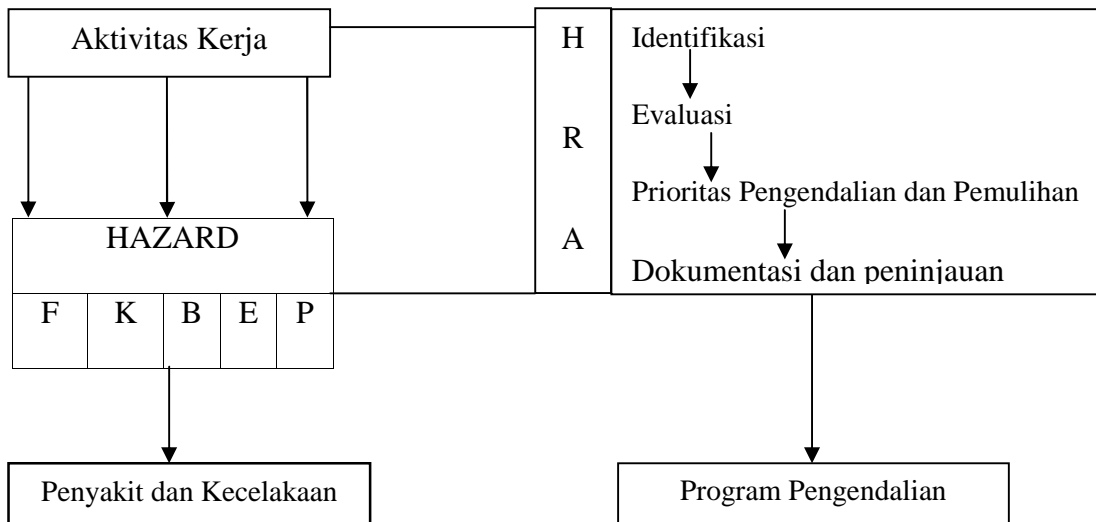 Aktivitas Kerja
HAZARD
F K B E P
Penyakit dan Kecelakaan
H
R
A
Identifikasi
Evaluasi
Prioritas Pengendalian dan Pemulihan
Dokumentasi dan peninjauan
Program Pengendalian